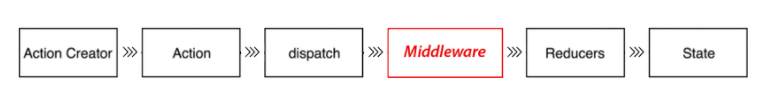 Action Creator
Action
dispatch
Middleware
Reducers
State